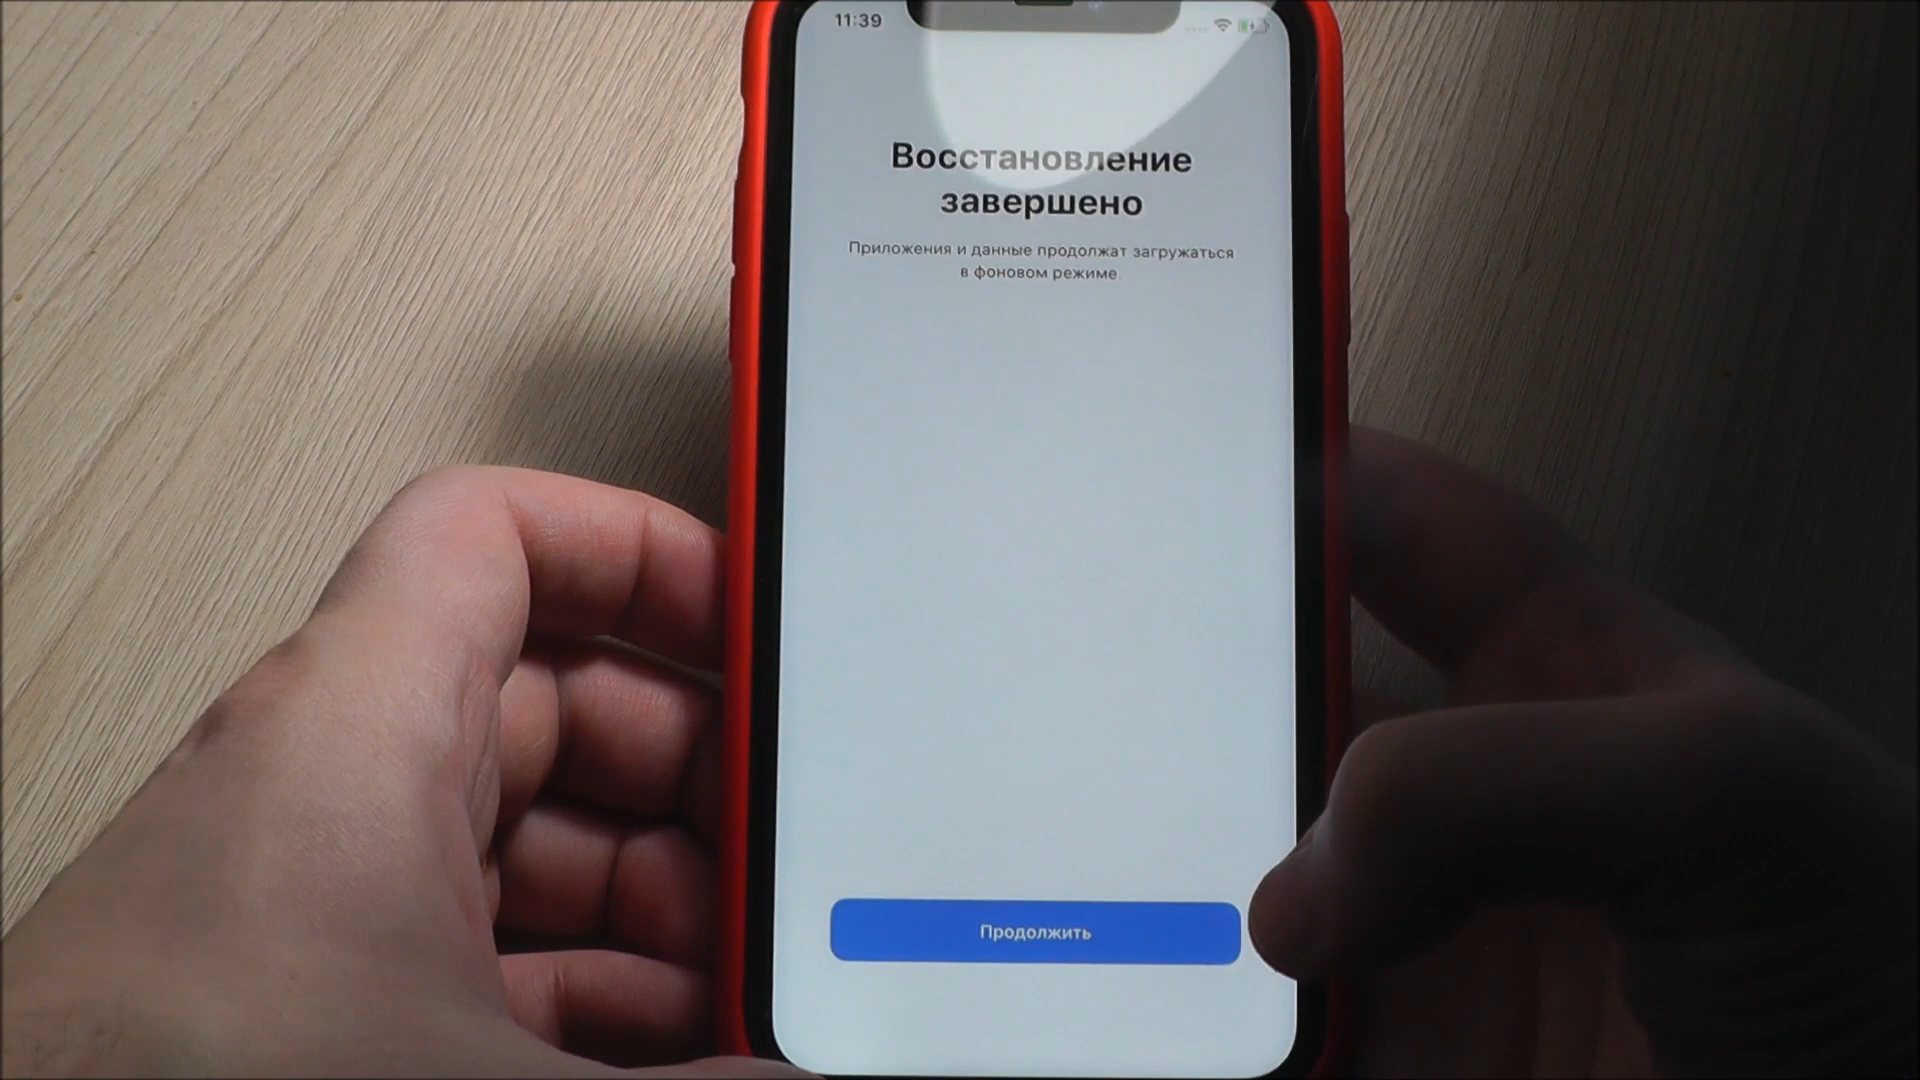 11:39
Восстановление
завершено
Приложения и данные продолжат загружаться
в фоновом режиме.
Продолжить